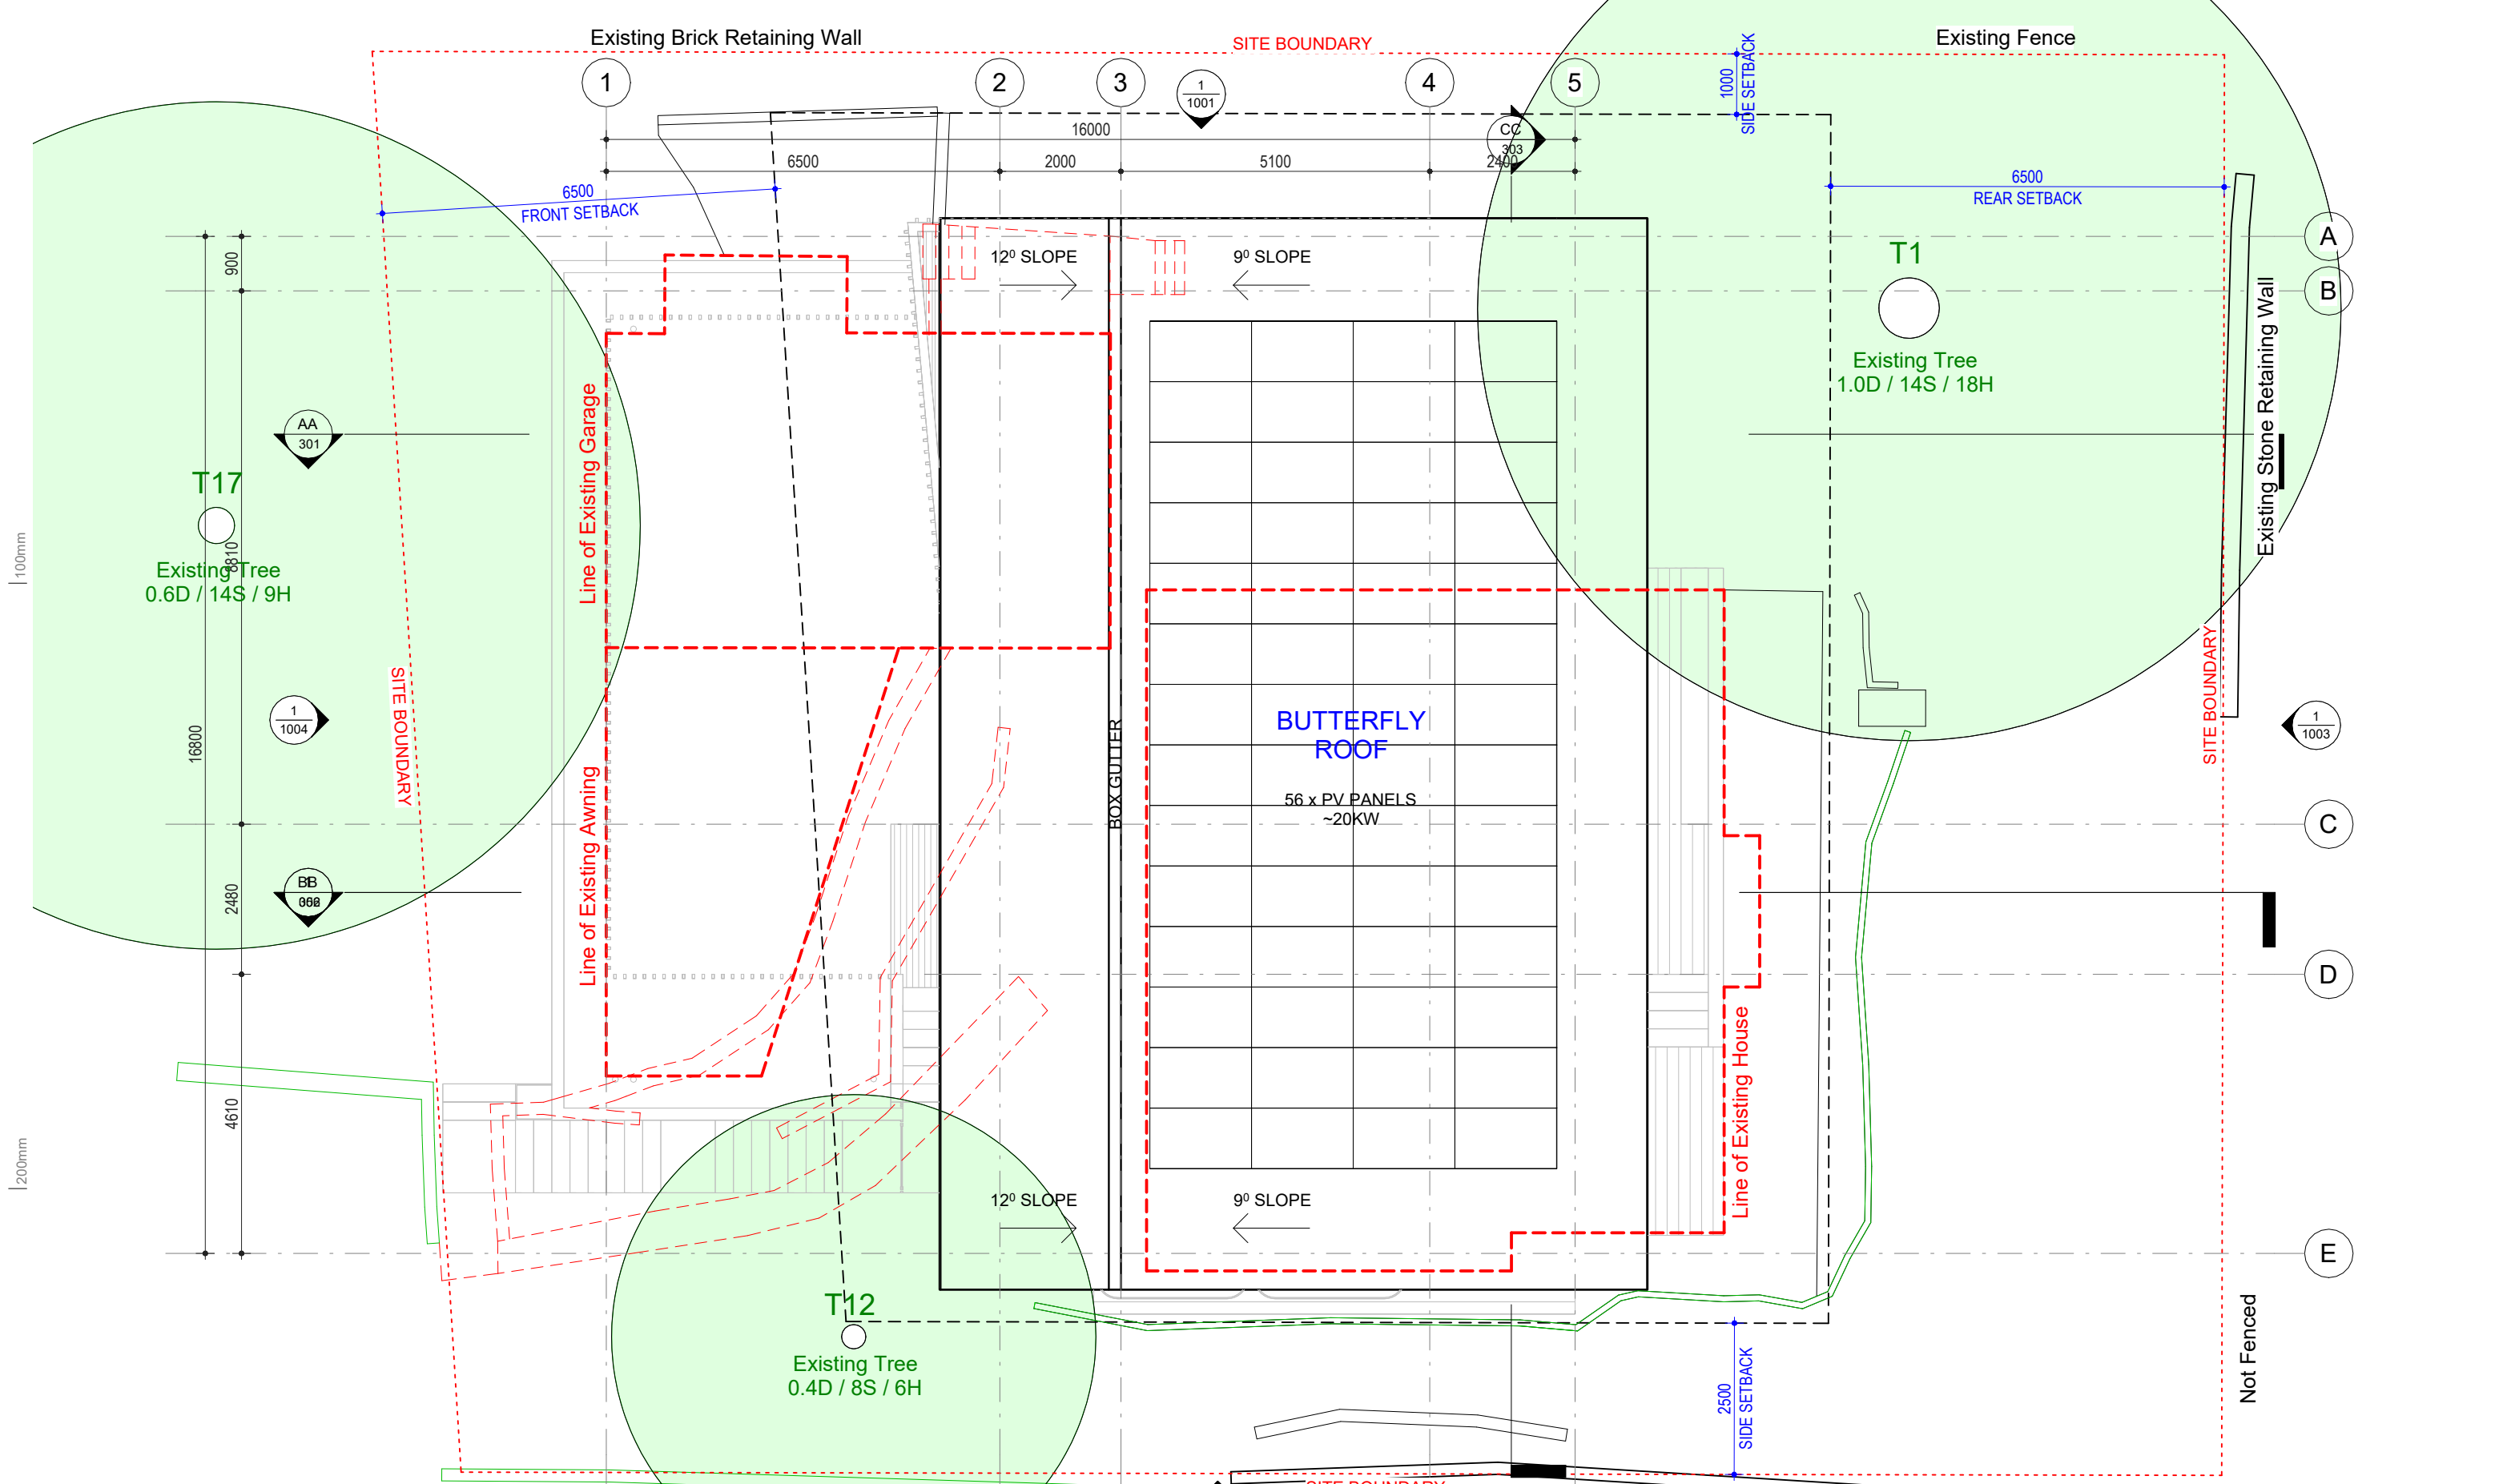 Existing Brick Retaining Wall
SITE BOUNDARY
Existing Fence
1
2
3
4
5
1
1001
1000
SIDE SETBACK
16000
CC
303
6500
2000
5100
2400
6500
FRONT SETBACK
6500
REAR SETBACK
A
B
C
D
E
900
8810
16800
2480
4610
12⁰ SLOPE
9⁰ SLOPE
T1
Existing Tree
1.0D / 14S / 18H
Existing Stone Retaining Wall
AA
301
T17
Existing Tree
0.6D / 14S / 9H
Line of Existing Garage
100mm
SITE BOUNDARY
SITE BOUNDARY
1
1004
1
1003
BUTTERFLY
ROOF
BOX GUTTER
56 x PV PANELS
~20KW
Line of Existing Awning
BB
Line of Existing House
200mm
12⁰ SLOPE
9⁰ SLOPE
T12
Existing Tree
0.4D / 8S / 6H
2500
SIDE SETBACK
Not Fenced
SITE BOUNDARY